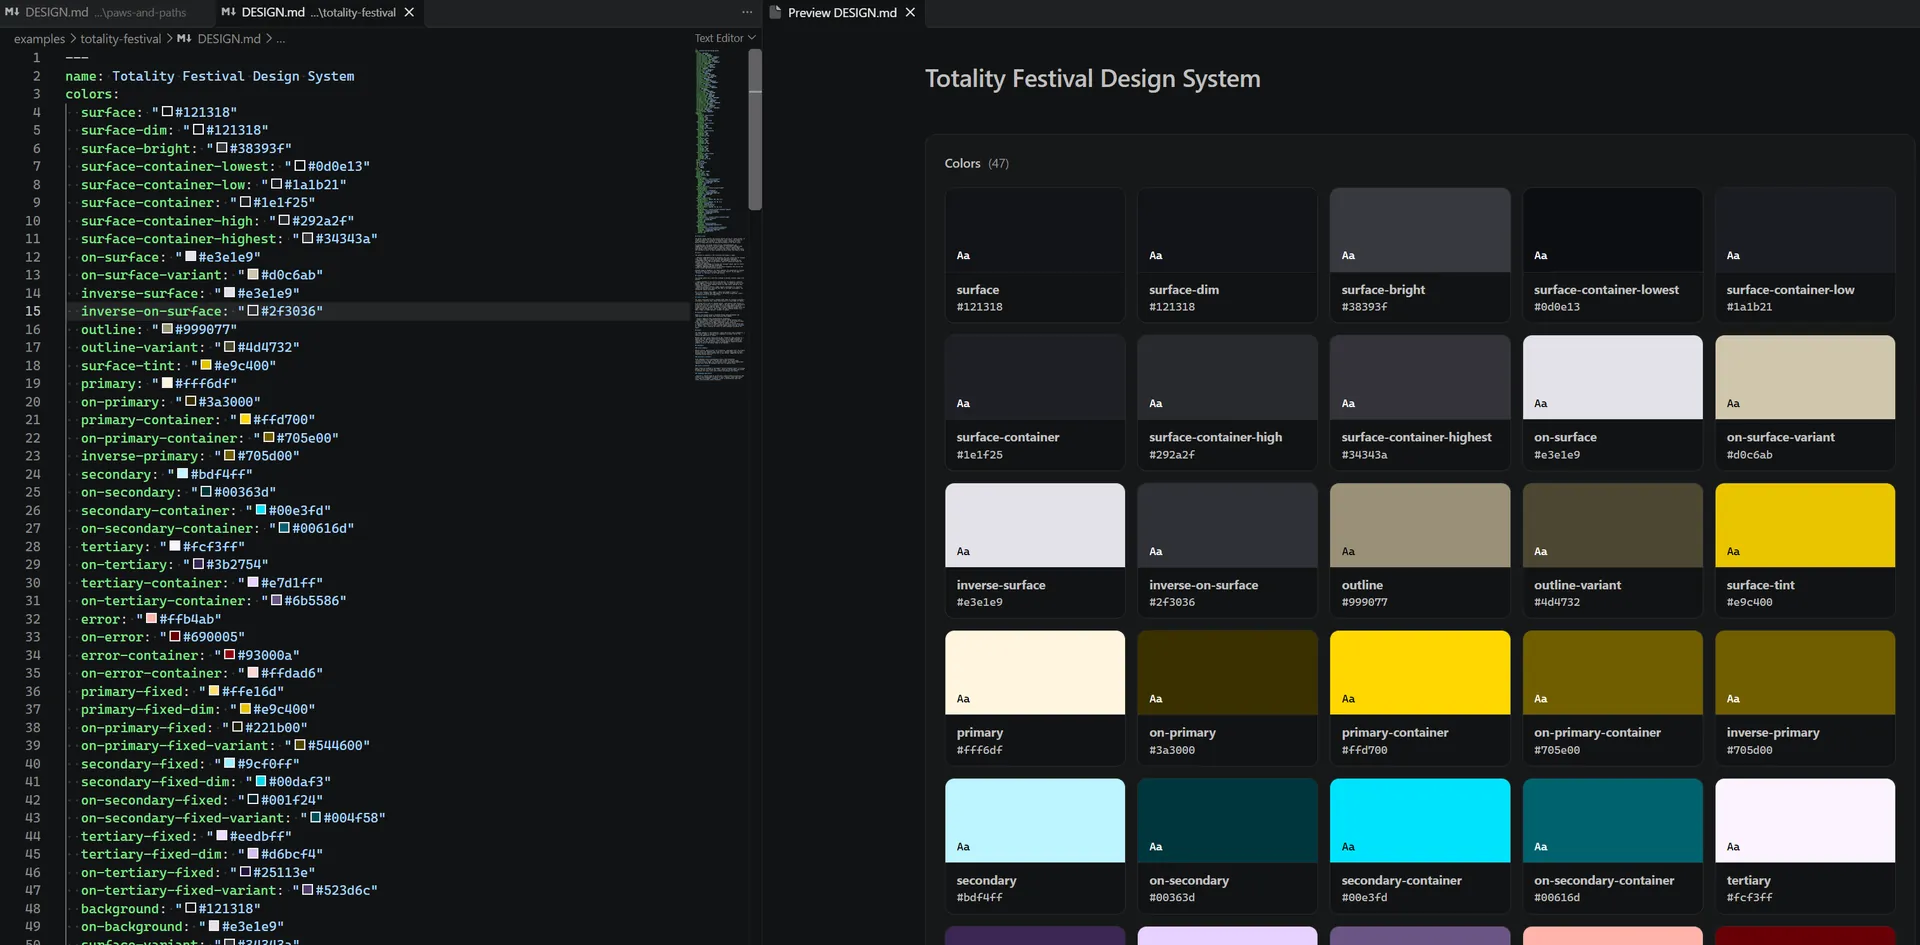 DESIGN.md ...\paws-and-paths
DESIGN.md ...\totality-festival
Preview DESIGN.md
examples > totality-festival > DESIGN.md > ...
Text Editor
1 ---
2 name: Totality Festival Design System
3 colors:
4 surface: "#121318"
5 surface-dim: "#121318"
6 surface-bright: "#38393f"
7 surface-container-lowest: "#0d0e13"
8 surface-container-low: "#1a1b21"
9 surface-container: "#1e1f25"
10 surface-container-high: "#292a2f"
11 surface-container-highest: "#34343a"
12 on-surface: "#e3e1e9"
13 on-surface-variant: "#d0c6ab"
14 inverse-surface: "#e3e1e9"
15 inverse-on-surface: "#2f3036"
16 outline: "#999077"
17 outline-variant: "#4d4732"
18 surface-tint: "#e9c400"
19 primary: "#fff6df"
20 on-primary: "#3a3000"
21 primary-container: "#ffd700"
22 on-primary-container: "#705e00"
23 inverse-primary: "#705d00"
24 secondary: "#bdf4ff"
25 on-secondary: "#00363d"
26 secondary-container: "#00e3fd"
27 on-secondary-container: "#00616d"
28 tertiary: "#fcf3ff"
29 on-tertiary: "#3b2754"
30 tertiary-container: "#e7d1ff"
31 on-tertiary-container: "#6b5586"
32 error: "#ffb4ab"
33 on-error: "#690005"
34 error-container: "#93000a"
35 on-error-container: "#ffdad6"
36 primary-fixed: "#ffe16d"
37 primary-fixed-dim: "#e9c400"
38 on-primary-fixed: "#221b00"
39 on-primary-fixed-variant: "#544600"
40 secondary-fixed: "#9cf0ff"
41 secondary-fixed-dim: "#00daf3"
42 on-secondary-fixed: "#001f24"
43 on-secondary-fixed-variant: "#004f58"
44 tertiary-fixed: "#eedbff"
45 tertiary-fixed-dim: "#d6bcf4"
46 on-tertiary-fixed: "#25113e"
47 on-tertiary-fixed-variant: "#523d6c"
48 background: "#121318"
49 on-background: "#e3e1e9"
50 surface-variant: "#34343a"
Totality Festival Design System
Colors (47)
Aa Aa Aa Aa Aa
surface surface-dim surface-bright surface-container-lowest surface-container-low
#121318 #121318 #38393f #0d0e13 #1a1b21
Aa Aa Aa Aa Aa
surface-container surface-container-high surface-container-highest on-surface on-surface-variant
#1e1f25 #292a2f #34343a #e3e1e9 #d0c6ab
Aa Aa Aa Aa Aa
inverse-surface inverse-on-surface outline outline-variant surface-tint
#e3e1e9 #2f3036 #999077 #4d4732 #e9c400
Aa Aa Aa Aa Aa
primary on-primary primary-container on-primary-container inverse-primary
#fff6df #3a3000 #ffd700 #705e00 #705d00
Aa Aa Aa Aa Aa
secondary on-secondary secondary-container on-secondary-container tertiary
#bdf4ff #00363d #00e3fd #00616d #fcf3ff